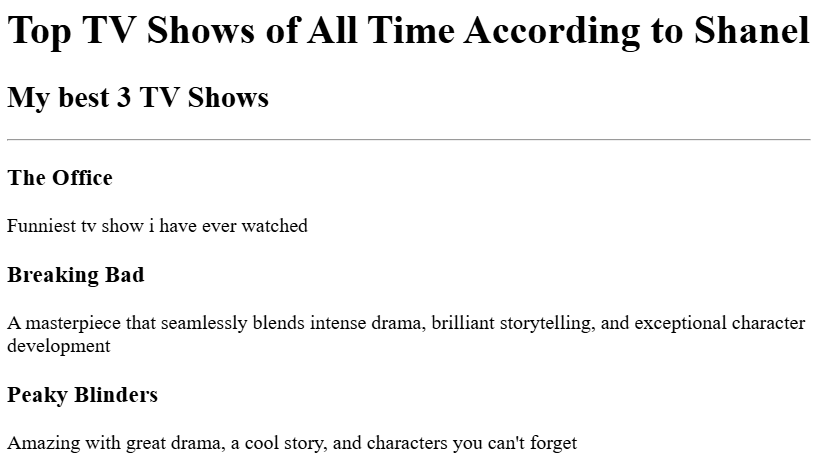 Top TV Shows of All Time According to Shanel
My best 3 TV Shows
The Office
Funniest tv show i have ever watched
Breaking Bad
A masterpiece that seamlessly blends intense drama, brilliant storytelling, and exceptional character
development
Peaky Blinders
Amazing with great drama, a cool story, and characters you can't forget